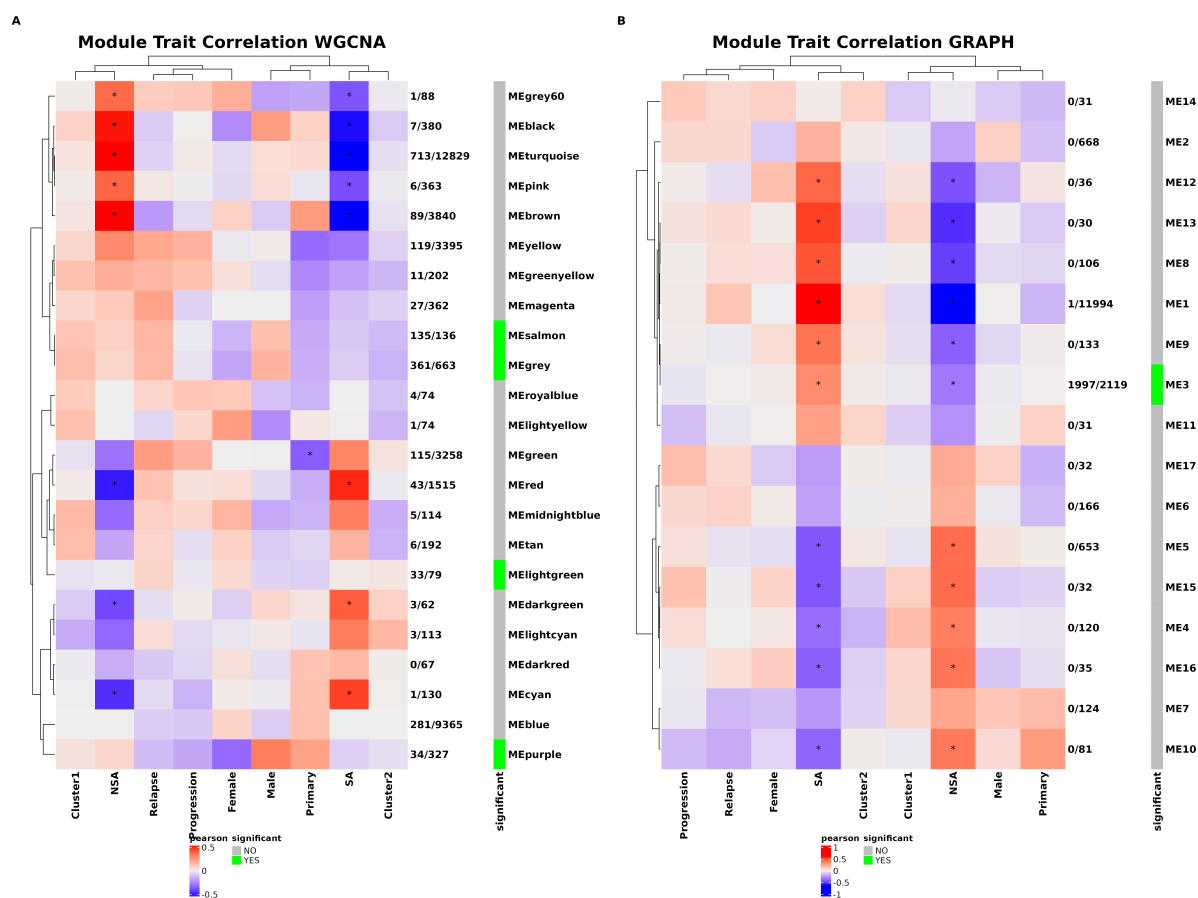 A
Module Trait Correlation WGCNA
* * 1/88 MEgrey60
* * 7/380 MEblack
* * 713/12829 MEturquoise
* * 6/363 MEpink
* * 89/3840 MEbrown
119/3395 MEyellow
11/202 MEgreenyellow
27/362 MEmagenta
135/136 MEsalmon
361/663 MEgrey
4/74 MEroyalblue
1/74 MElightyellow
* 115/3258 MEgreen
* * 43/1515 MEred
5/114 MEmidnightblue
6/192 MEtan
33/79 MElightgreen
* * 3/62 MEdarkgreen
3/113 MElightcyan
0/67 MEdarkred
* * 1/130 MEcyan
281/9365 MEblue
34/327 MEpurple
Cluster1 NSA Relapse Progression Female Male Primary SA Cluster2 significant
pearson significant
0.5 NO
YES
0
-0.5
B
Module Trait Correlation GRAPH
0/31 ME14
0/668 ME2
* * 0/36 ME12
* * 0/30 ME13
* * 0/106 ME8
* * 1/11994 ME1
* * 0/133 ME9
* * 1997/2119 ME3
0/31 ME11
0/32 ME17
0/166 ME6
* * 0/653 ME5
* * 0/32 ME15
* * 0/120 ME4
* * 0/35 ME16
0/124 ME7
* * 0/81 ME10
Progression Relapse Female SA Cluster2 Cluster1 NSA Male Primary significant
pearson significant
1 NO
0.5 YES
0
-0.5
-1